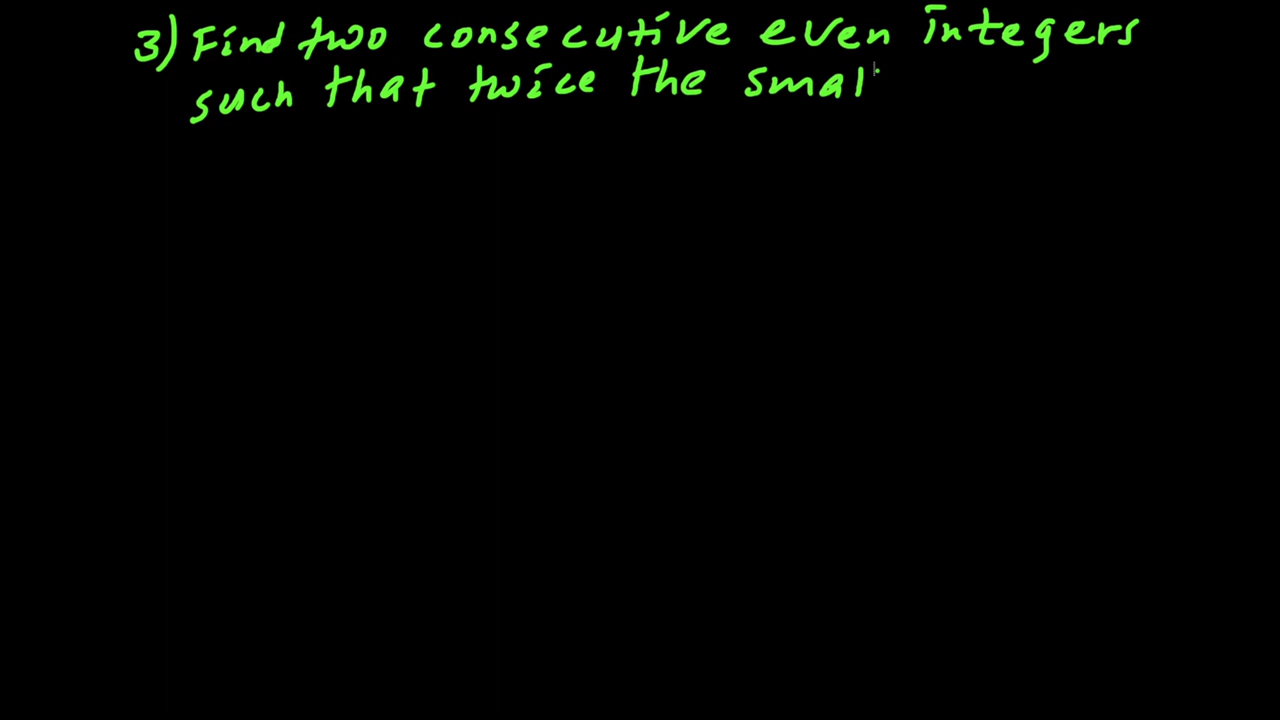 3) Find two consecutive even integers
such that twice the smal